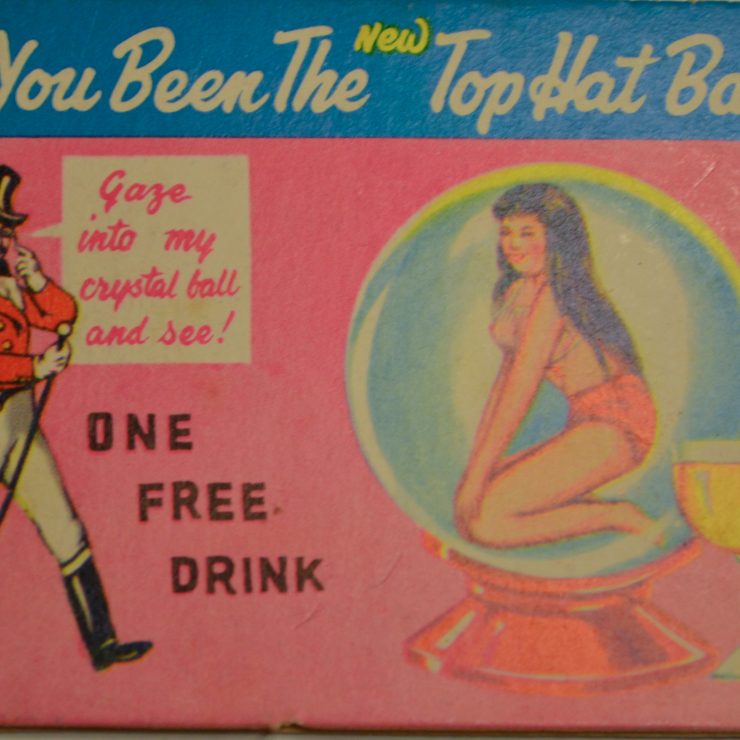 You Been The New Top Hat Ba
Gaze
into my
crystal ball
and see!
ONE
FREE
DRINK